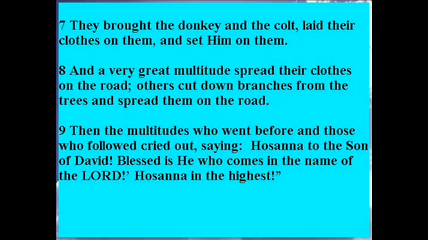 7 They brought the donkey and the colt, laid their
clothes on them, and set Him on them.
8 And a very great multitude spread their clothes
on the road; others cut down branches from the
trees and spread them on the road.
9 Then the multitudes who went before and those
who followed cried out, saying:  Hosanna to the Son
of David! Blessed is He who comes in the name of
the LORD!’ Hosanna in the highest!”